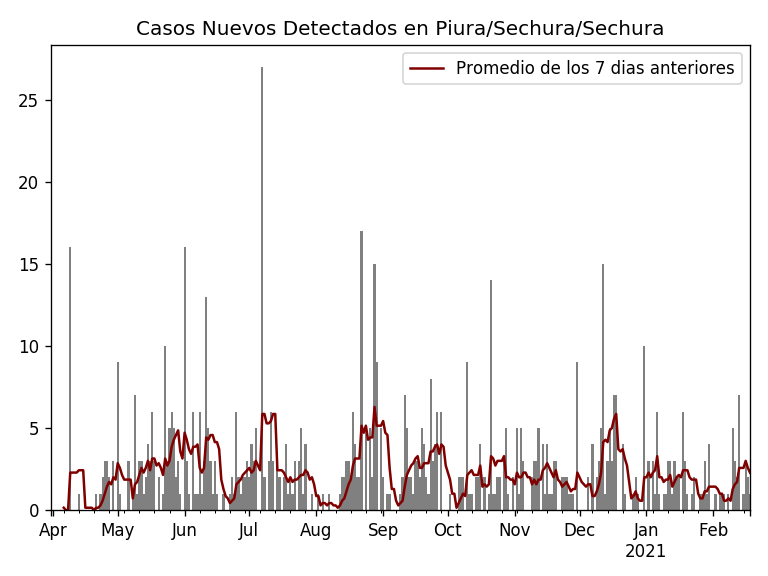 Casos Nuevos Detectados en Piura/Sechura/Sechura
Promedio de los 7 dias anteriores
25
20
15
10
5
0
Apr May Jun Jul Aug Sep Oct Nov Dec Jan Feb
2021